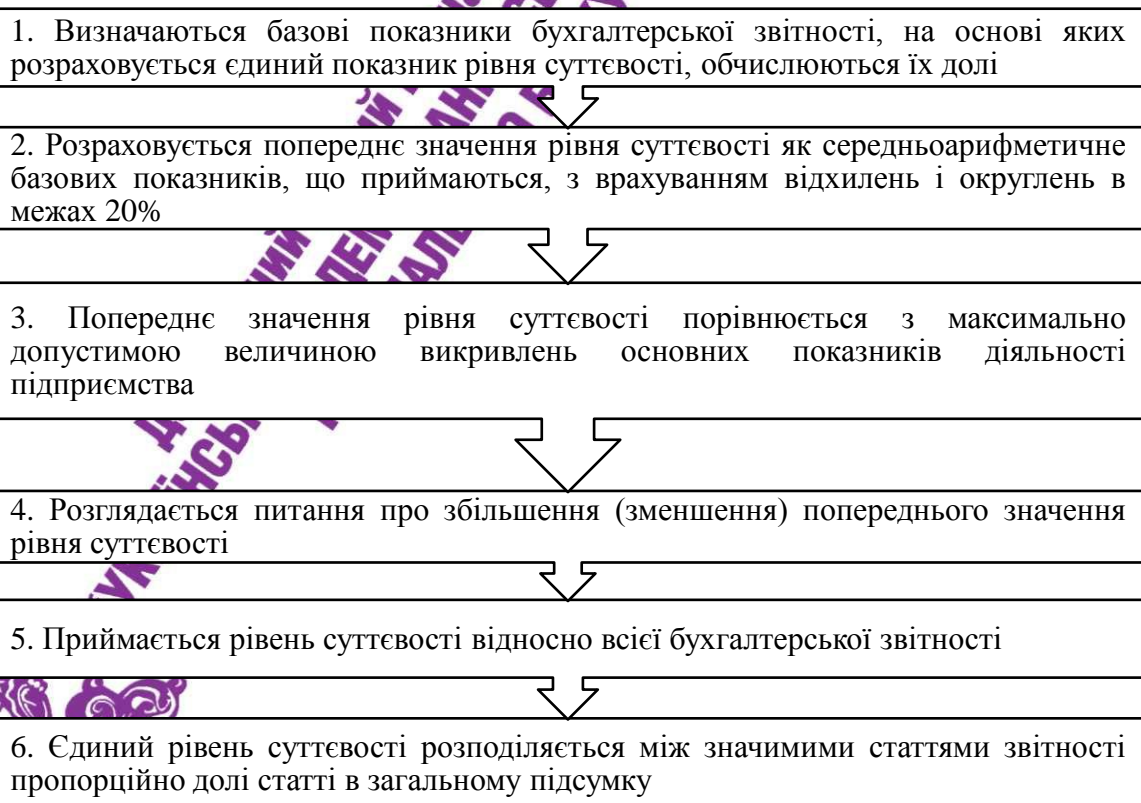 1. Визначаються базові показники бухгалтерської звітності, на основі яких
розраховується єдиний показник рівня суттєвості, обчислюються їх долі
2. Розраховується попереднє значення рівня суттєвості як середньоарифметичне
базових показників, що приймаються, з врахуванням відхилень і округлень в
межах 20%
3. Попереднє значення рівня суттєвості порівнюється з максимально
допустимою величиною викривлень основних показників діяльності
підприємства
4. Розглядається питання про збільшення (зменшення) попереднього значення
рівня суттєвості
5. Приймається рівень суттєвості відносно всієї бухгалтерської звітності
6. Єдиний рівень суттєвості розподіляється між значимими статтями звітності
пропорційно долі статті в загальному підсумку